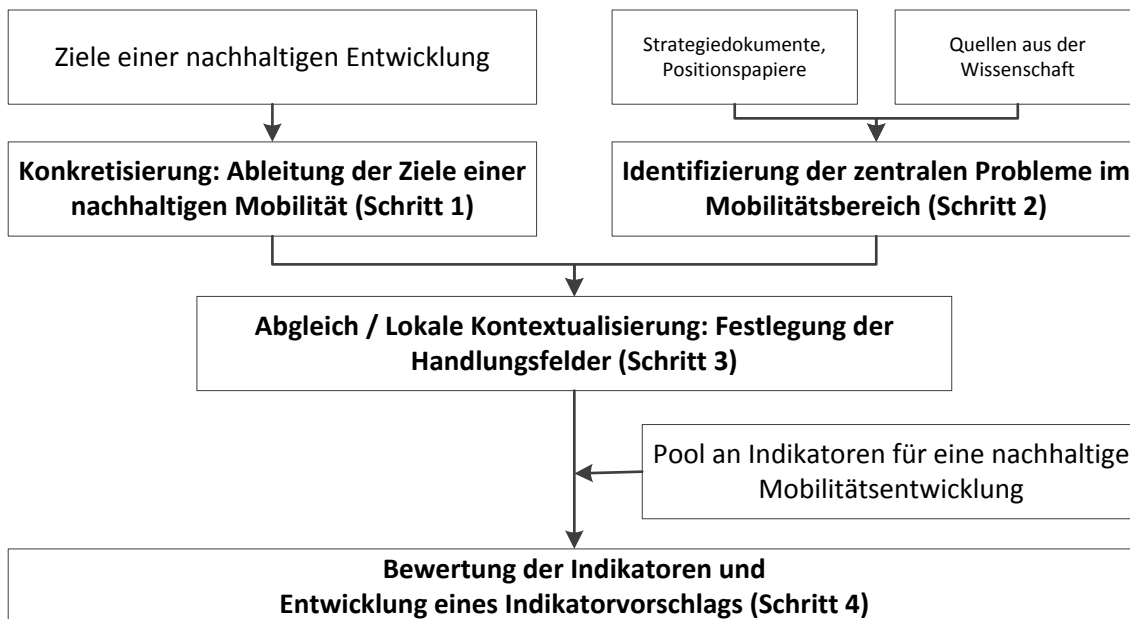 Ziele einer nachhaltigen Entwicklung
Strategiedokumente,
Positionspapiere
Quellen aus der
Wissenschaft
Konkretisierung: Ableitung der Ziele einer
nachhaltigen Mobilität (Schritt 1)
Identifizierung der zentralen Probleme im
Mobilitätsbereich (Schritt 2)
Abgleich / Lokale Kontextualisierung: Festlegung der
Handlungsfelder (Schritt 3)
Pool an Indikatoren für eine nachhaltige
Mobilitätsentwicklung
Bewertung der Indikatoren und
Entwicklung eines Indikatorvorschlags (Schritt 4)